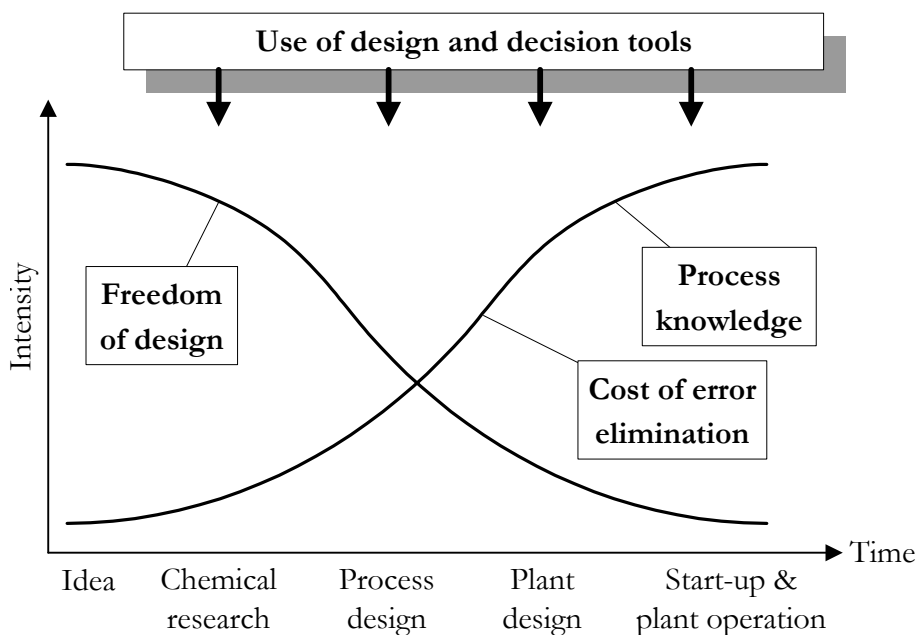 Use of design and decision tools
Intensity
Freedom
of design
Process
knowledge
Cost of error
elimination
Time
Idea
Chemical
research
Process
design
Plant
design
Start-up &
plant operation